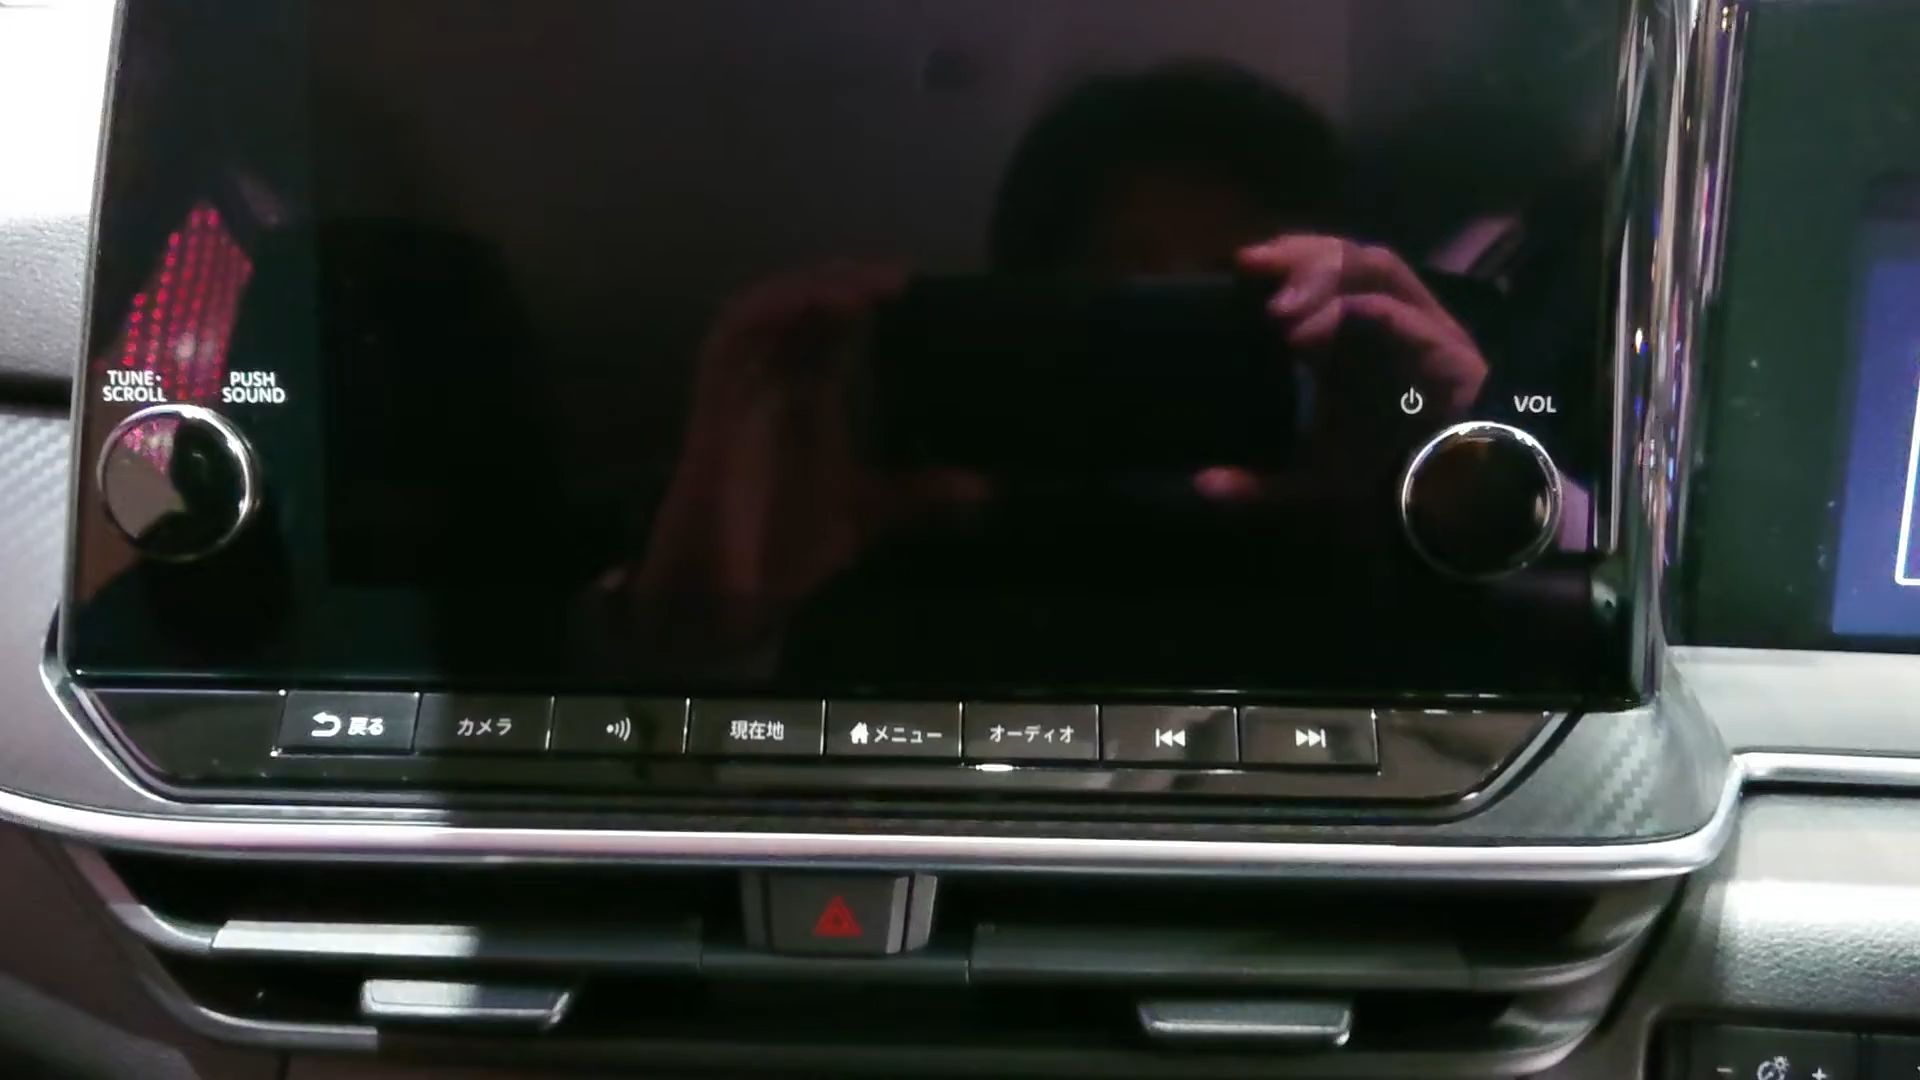 TUNE・
SCROLL
PUSH
SOUND
VOL
戻る
カメラ
現在地
メニュー
オーディオ
- +